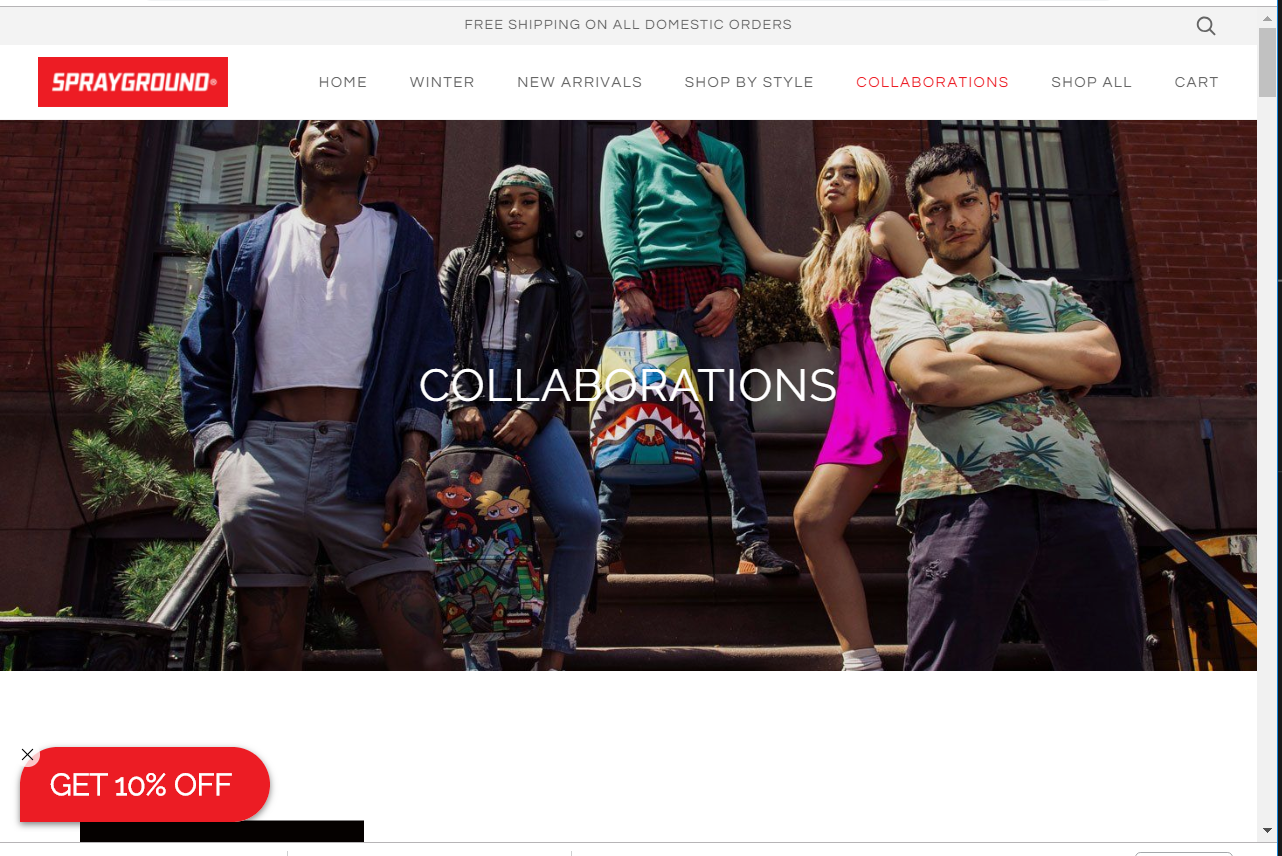 FREE SHIPPING ON ALL DOMESTIC ORDERS
SPRAYGROUND®
HOME WINTER NEW ARRIVALS SHOP BY STYLE COLLABORATIONS SHOP ALL CART
COLLABORATIONS
SPRAYGROUND
GET 10% OFF